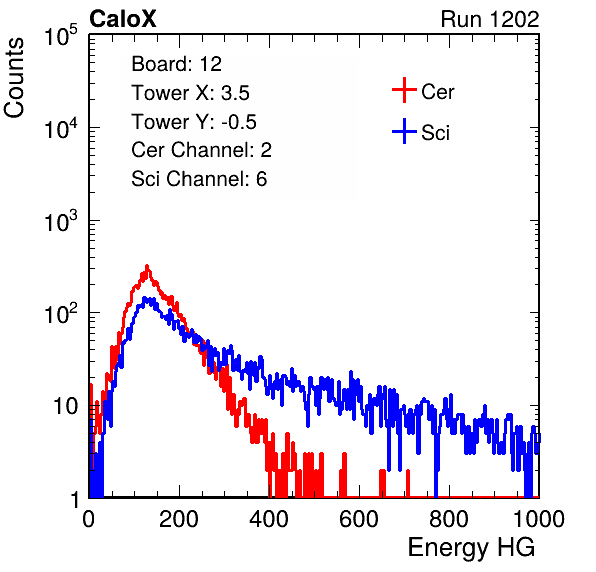 CaloX Run 1202
Counts
Board: 12
Tower X: 3.5
Tower Y: -0.5
Cer Channel: 2
Sci Channel: 6
Cer
Sci
10^5
10^4
10^3
10^2
10
1
0 200 400 600 800 1000
Energy HG